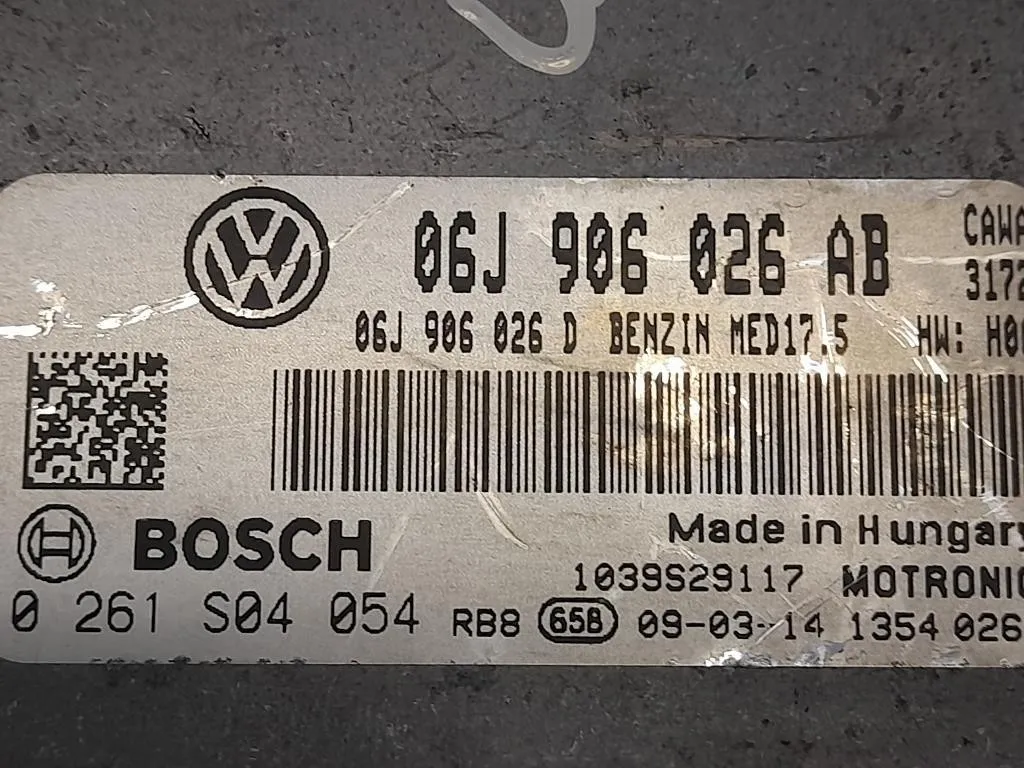 06J 906 026 AB CAWA
3172
06J 906 026 D BENZIN MED17.5 HW: H0
BOSCH
Made in Hungary
1039S29117 MOTRONIC
0 261 S04 054 RB8 65B 09-03-14 1354 026